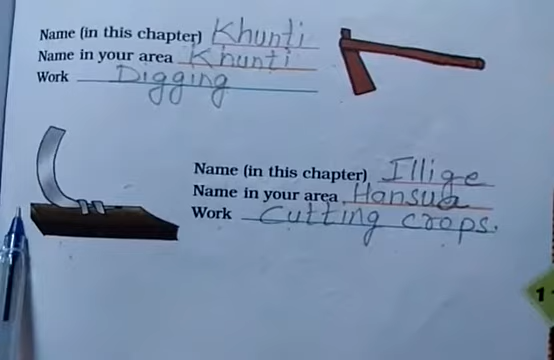 Name (in this chapter) Khunti
Name in your area Khunti
Work Digging
Name (in this chapter) Illige
Name in your area Hansua
Work Cutting crops.
1